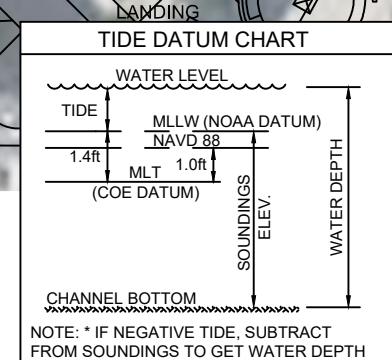 LANDING
TIDE DATUM CHART
WATER LEVEL
TIDE
MLLW (NOAA DATUM)
NAVD 88
1.4ft
1.0ft
MLT
(COE DATUM)
SOUNDINGS
ELEV.
WATER DEPTH
CHANNEL BOTTOM
NOTE: * IF NEGATIVE TIDE, SUBTRACT
FROM SOUNDINGS TO GET WATER DEPTH